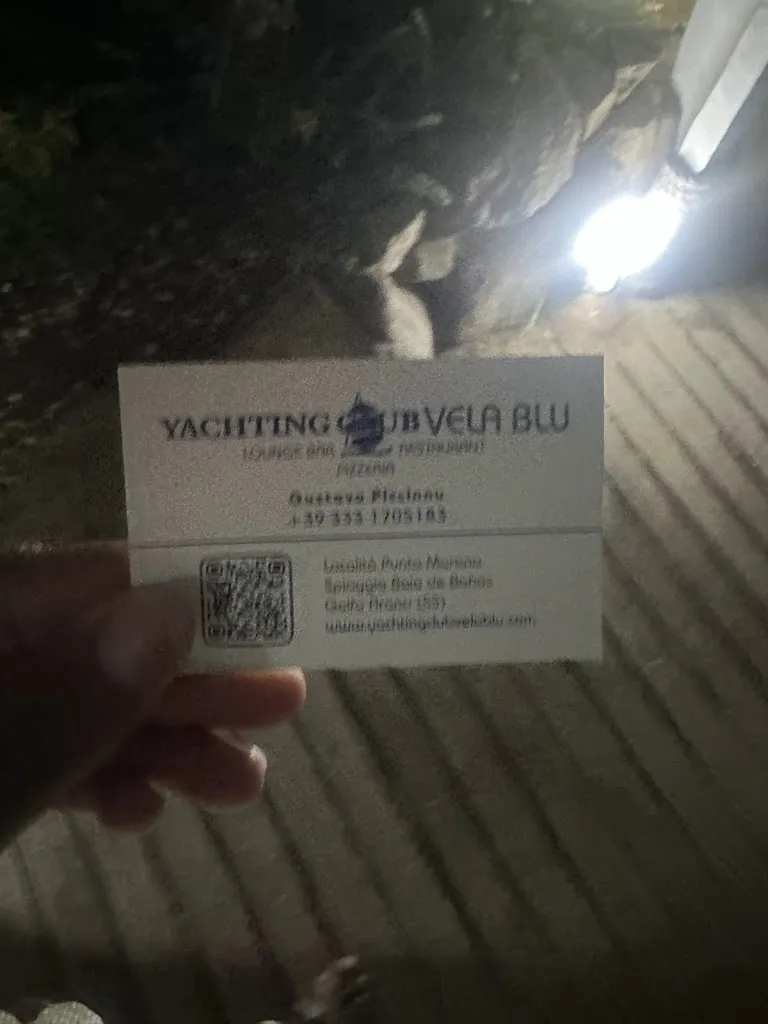 YACHTING CLUB VELA BLU
LOUNGE BAR RESTAURANT
PIZZERIA
Gustavo Piccinnu
+39 333 1705183
Località Punta Marana
Spiaggia Baia de Bahas
Golfo Aranci (SS)
www.yachtingclubvelablu.com